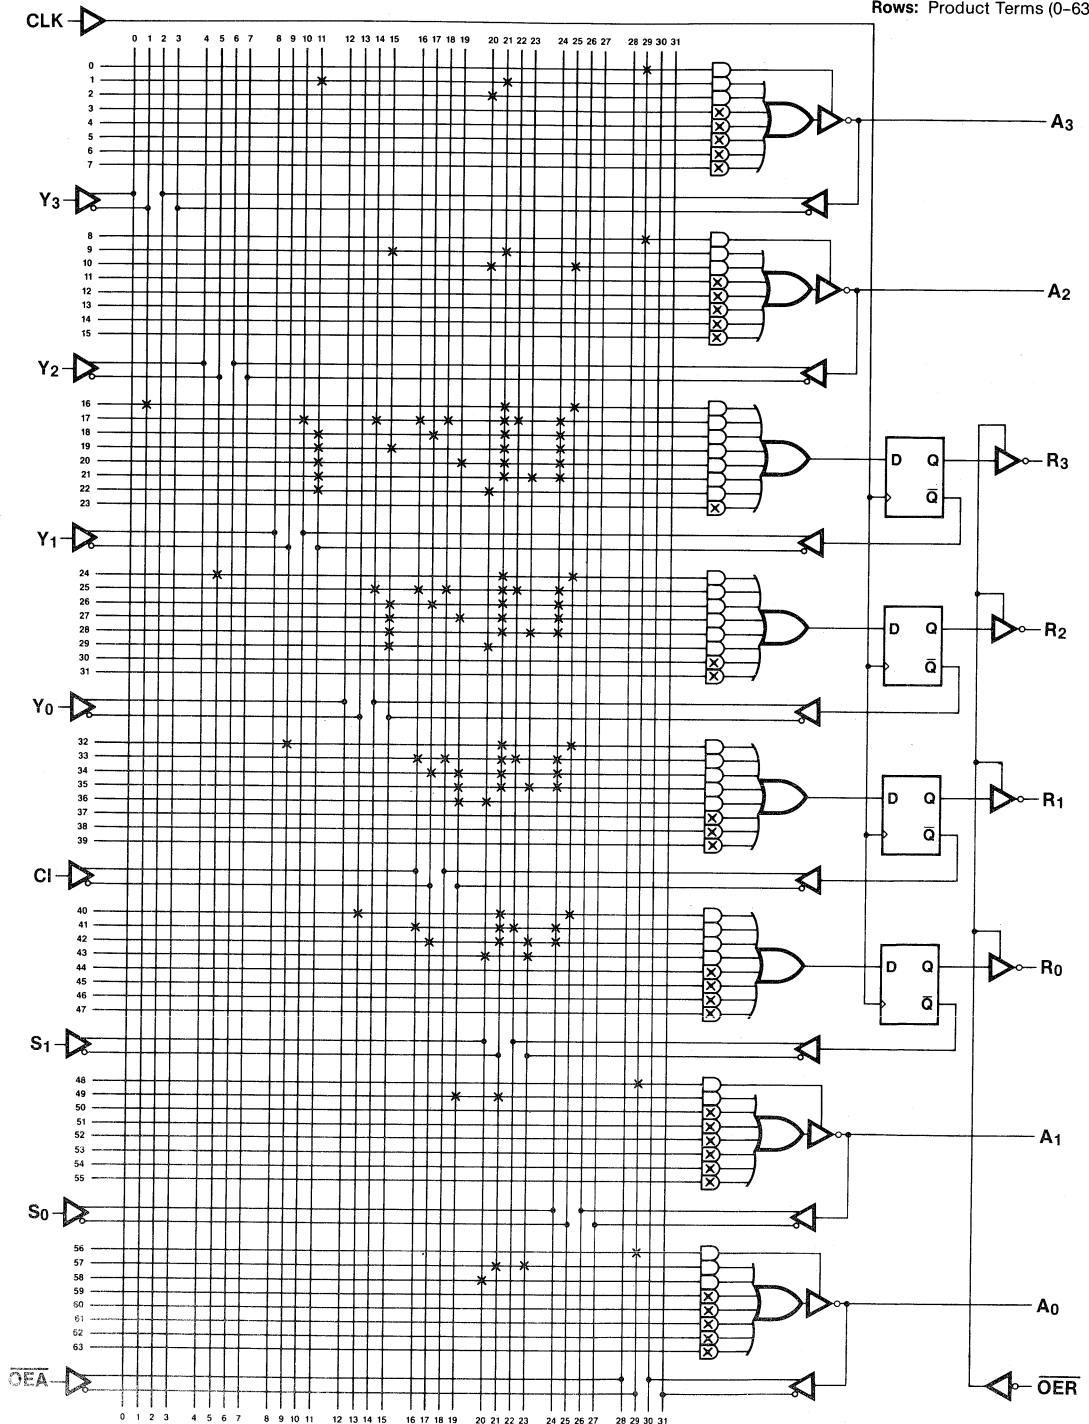 Rows: Product Terms (0–63
CLK
0 1 2 3 4 5 6 7 8 9 10 11 12 13 14 15 16 17 18 19 20 21 22 23 24 25 26 27 28 29 30 31
0
1
2
3
4
5
6
7
A3
Y3
8
9
10
11
12
13
14
15
A2
Y2
16
17
18
19
20
21
22
23
D Q
Q̅
R3
Y1
24
25
26
27
28
29
30
31
D Q
Q̅
R2
Y0
32
33
34
35
36
37
38
39
D Q
Q̅
R1
CI
40
41
42
43
44
45
46
47
D Q
Q̅
R0
S1
48
49
50
51
52
53
54
55
A1
S0
56
57
58
59
60
61
62
63
A0
O̅E̅A̅
O̅E̅R̅
0 1 2 3 4 5 6 7 8 9 10 11 12 13 14 15 16 17 18 19 20 21 22 23 24 25 26 27 28 29 30 31